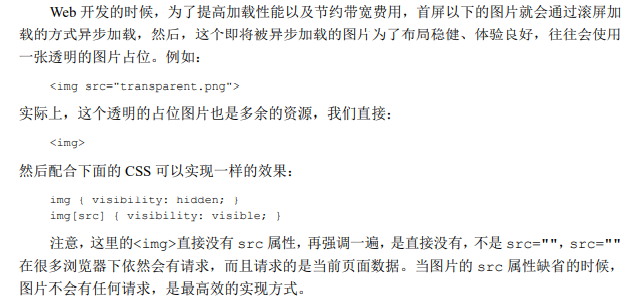 Web 开发的时候，为了提高加载性能以及节约带宽费用，首屏以下的图片就会通过滚屏加
载的方式异步加载，然后，这个即将被异步加载的图片为了布局稳健、体验良好，往往会使用
一张透明的图片占位。例如：
<img src="transparent.png">
实际上，这个透明的占位图片也是多余的资源，我们直接：
<img>
然后配合下面的 CSS 可以实现一样的效果：
img { visibility: hidden; }
img[src] { visibility: visible; }
注意，这里的<img>直接没有 src 属性，再强调一遍，是直接没有，不是 src=""，src=""
在很多浏览器下依然会有请求，而且请求的是当前页面数据。当图片的 src 属性缺省的时候，
图片不会有任何请求，是最高效的实现方式。